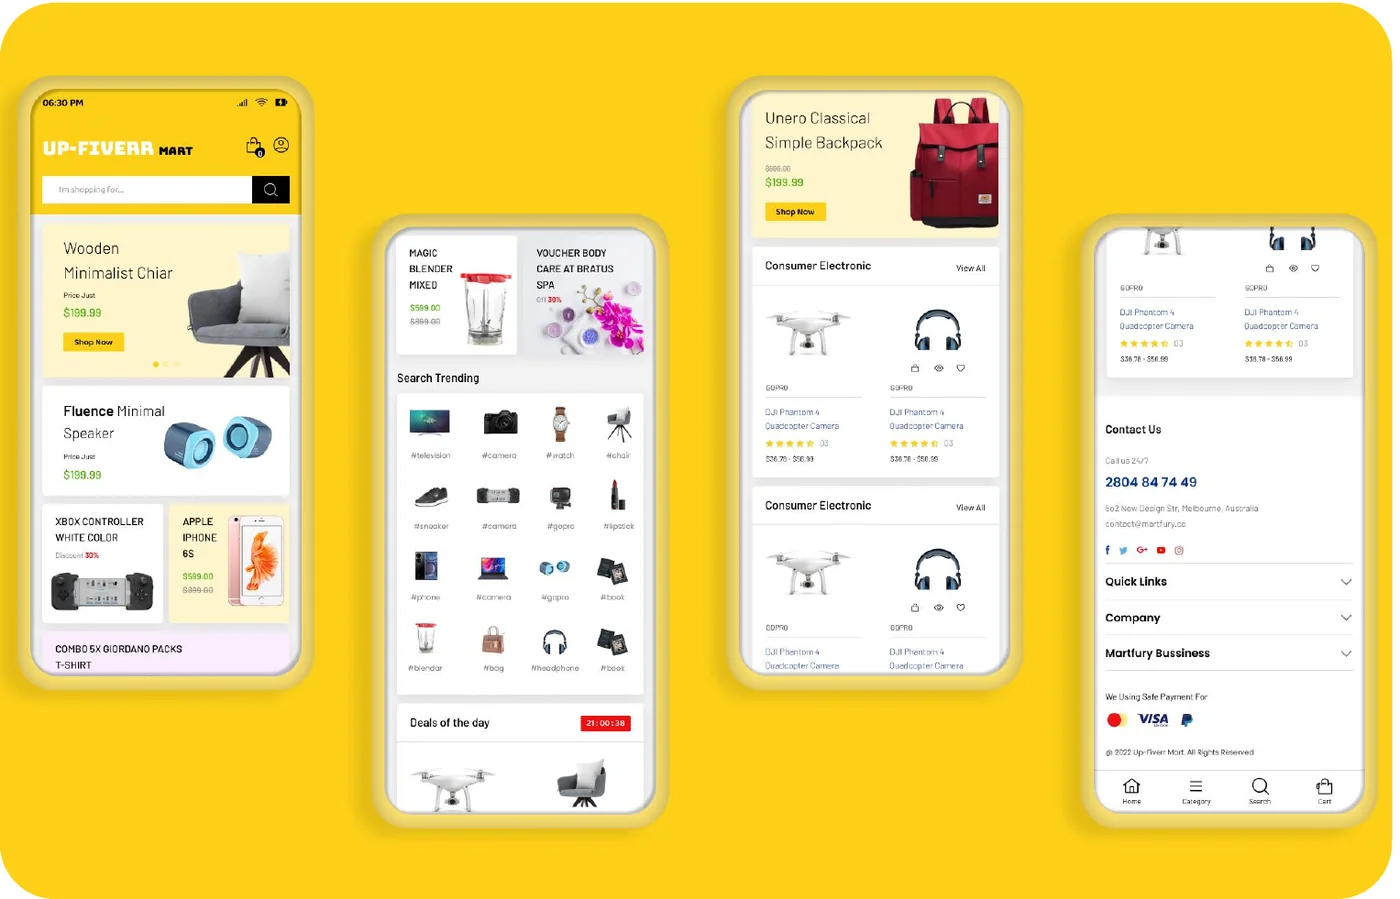 06:30 PM
UP-FIVERR MART
0
I'm shopping for...
Wooden
Minimalist Chiar
Price Just
$199.99
Shop Now
Fluence Minimal
Speaker
Price Just
$199.99
XBOX CONTROLLER
WHITE COLOR
Discount 30%
APPLE
IPHONE
6S
$599.00
$899.00
COMBO 5X GIORDANO PACKS
T-SHIRT
MAGIC
BLENDER
MIXED
$599.00
$899.00
VOUCHER BODY
CARE AT BRATUS
SPA
Off 30%
Search Trending
#television #camera #watch #chair
#sneaker #camera #gopro #lipstick
#phone #camera #gopro #book
#blendar #bag #headphone #book
Deals of the day
21:00:38
Unero Classical
Simple Backpack
$199.99
Shop Now
Consumer Electronic View All
GOPRO GOPRO
DJI Phantom 4 DJI Phantom 4
Quadcopter Camera Quadcopter Camera
03 03
$36.78 - $56.99 $36.78 - $56.99
Consumer Electronic View All
GOPRO GOPRO
DJI Phantom 4 DJI Phantom 4
Quadcopter Camera Quadcopter Camera
GOPRO GOPRO
DJI Phantom 4 DJI Phantom 4
Quadcopter Camera Quadcopter Camera
03 03
$36.78 - $56.99 $36.78 - $56.99
Contact Us
Call us 24/7
2804 84 74 49
502 New Design Str, Melbourne, Australia
contact@martfury.co
Quick Links
Company
Martfury Bussiness
We Using Safe Payment For
VISA
@ 2022 Up-Fiverr Mart. All Rights Reserved
Home Category Search Cart